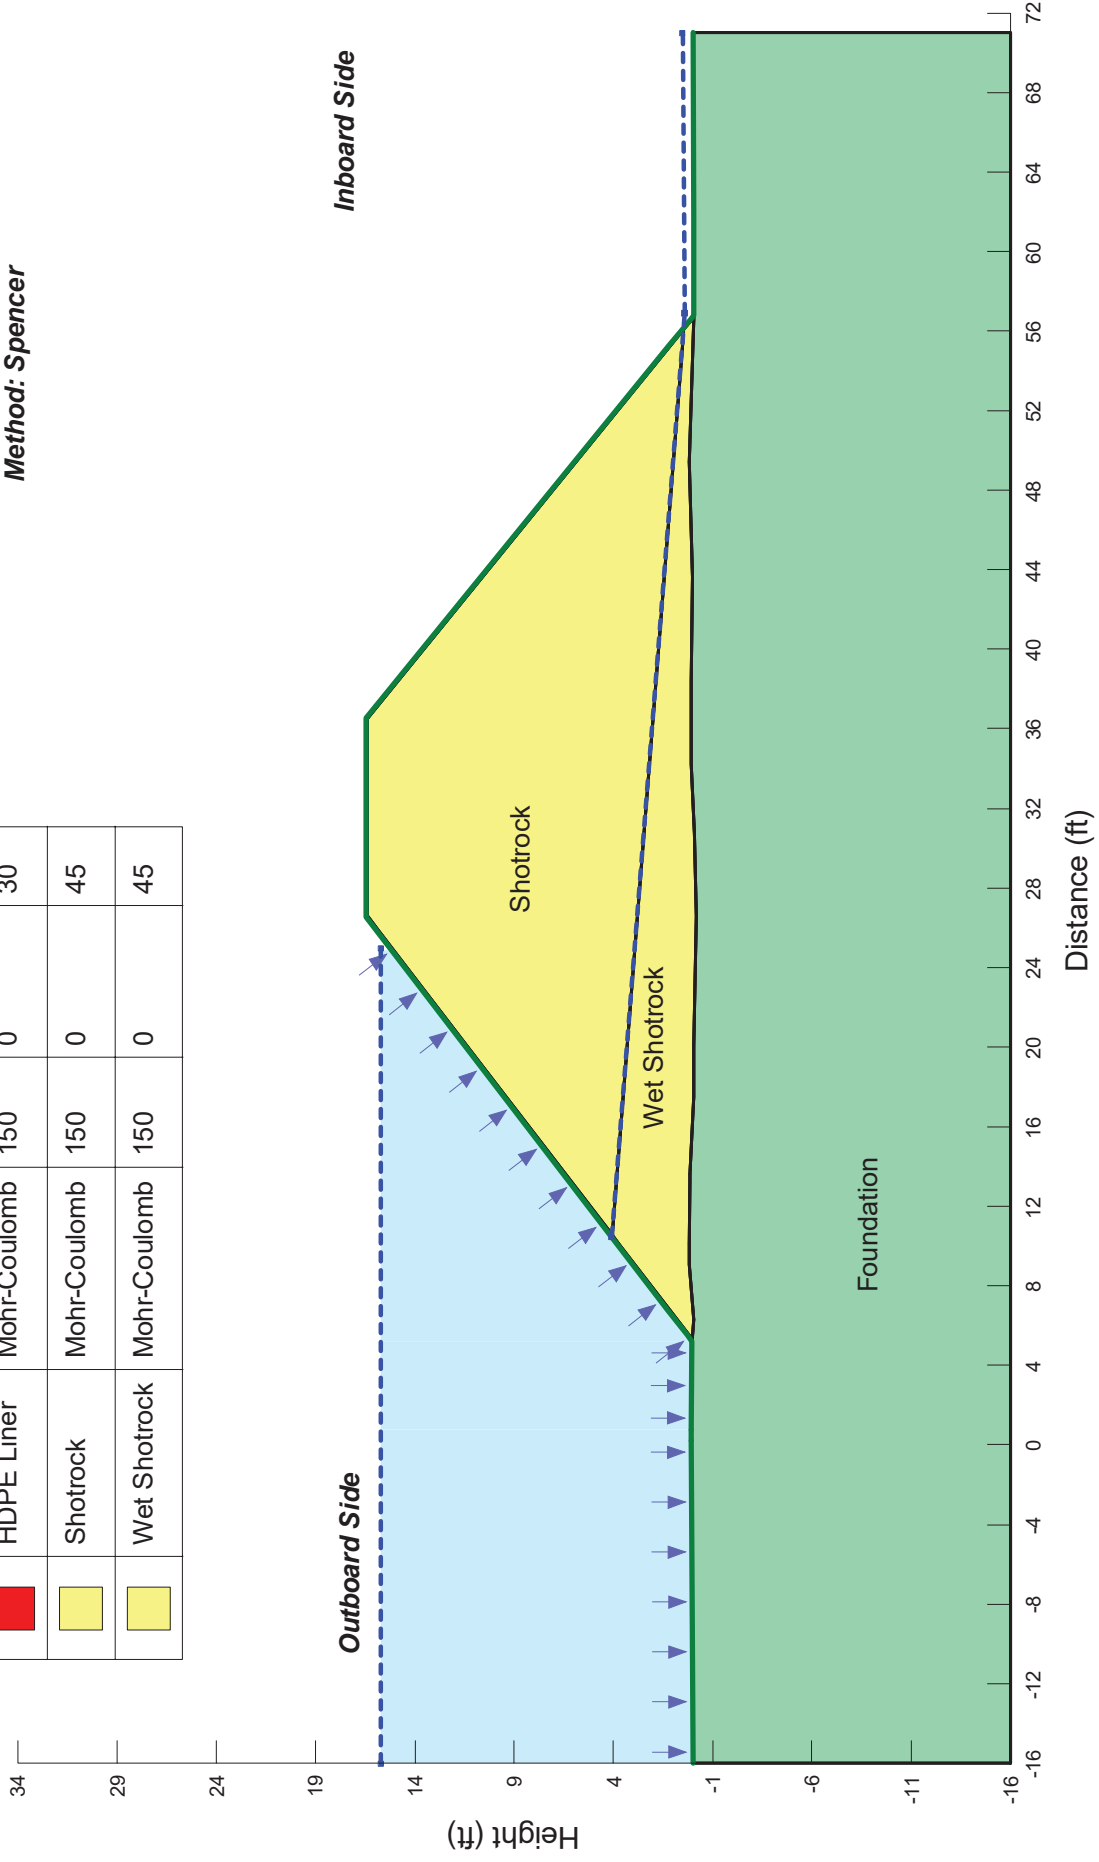 Method: Spencer
HDPE Liner Mohr-Coulomb 150 0 30
Shotrock Mohr-Coulomb 150 0 45
Wet Shotrock Mohr-Coulomb 150 0 45
Outboard Side
Inboard Side
Shotrock
Wet Shotrock
Foundation
Height (ft)
34
29
24
19
14
9
4
-1
-6
-11
-16
-16 -12 -8 -4 0 4 8 12 16 20 24 28 32 36 40 44 48 52 56 60 64 68 72
Distance (ft)